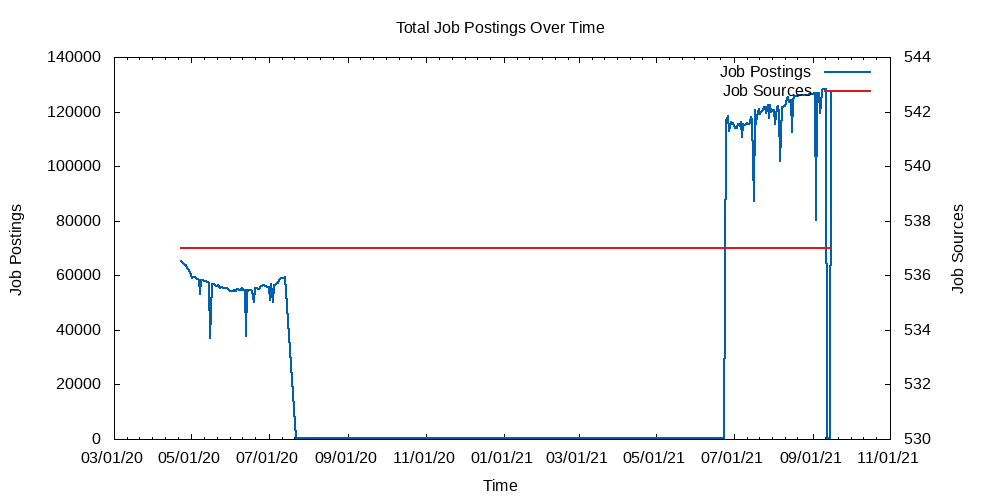 Total Job Postings Over Time
Job Postings
Job Sources
140000
120000
100000
80000
60000
40000
20000
0
544
542
540
538
536
534
532
530
Job Postings
Job Sources
03/01/20 05/01/20 07/01/20 09/01/20 11/01/20 01/01/21 03/01/21 05/01/21 07/01/21 09/01/21 11/01/21
Time